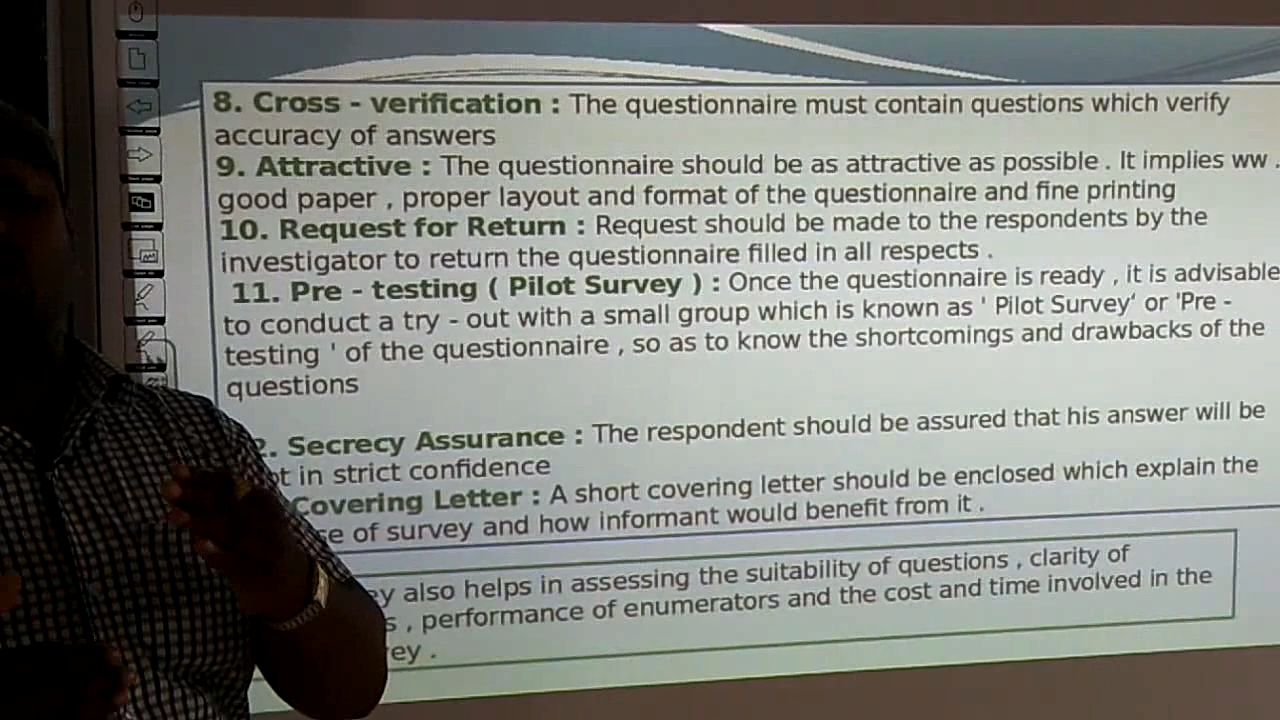 8. Cross - verification : The questionnaire must contain questions which verify
accuracy of answers
9. Attractive : The questionnaire should be as attractive as possible . It implies ww .
good paper , proper layout and format of the questionnaire and fine printing
10. Request for Return : Request should be made to the respondents by the
investigator to return the questionnaire filled in all respects .
11. Pre - testing ( Pilot Survey ) : Once the questionnaire is ready , it is advisable
to conduct a try - out with a small group which is known as ' Pilot Survey' or 'Pre -
testing ' of the questionnaire , so as to know the shortcomings and drawbacks of the
questions
2. Secrecy Assurance : The respondent should be assured that his answer will be
in strict confidence
Covering Letter : A short covering letter should be enclosed which explain the
of survey and how informant would benefit from it .
also helps in assessing the suitability of questions , clarity of
, performance of enumerators and the cost and time involved in the